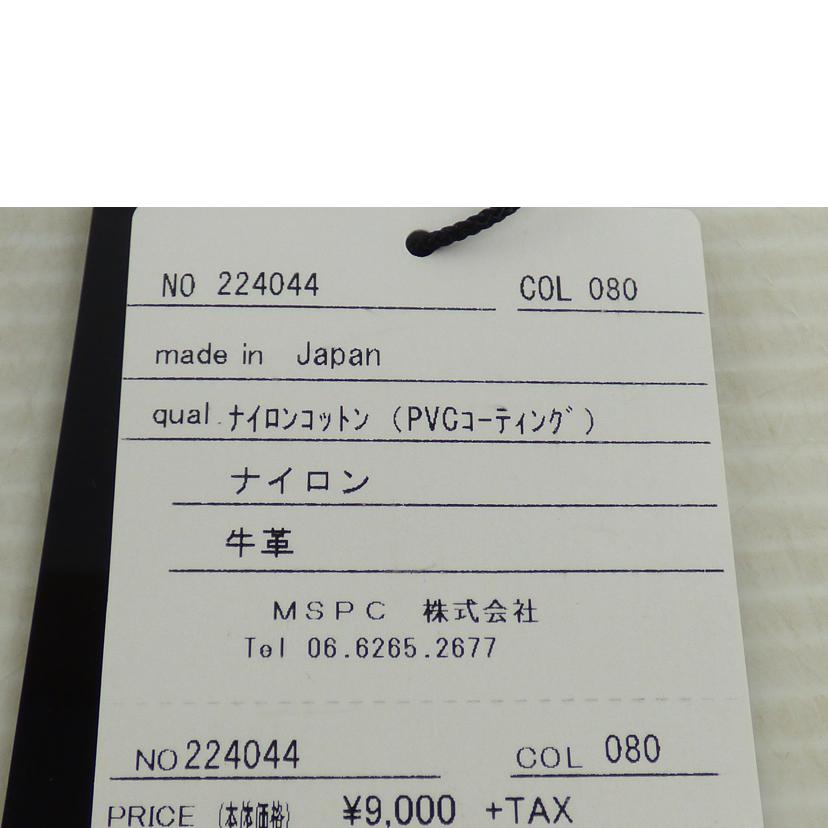 NO 224044 COL 080
made in Japan
qual. ﾅｲﾛﾝｺｯﾄﾝ (PVCｺｰﾃｨﾝｸﾞ)
ナイロン
牛革
MSPC 株式会社
Tel 06.6265.2677
NO 224044 COL 080
PRICE (本体価格) ¥9,000 +TAX